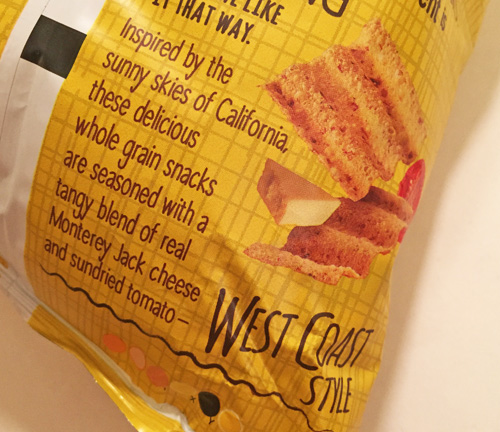 LIKE
THAT WAY.
Inspired by the
sunny skies of California,
these delicious
whole grain snacks
are seasoned with a
tangy blend of real
Monterey Jack cheese
and sundried tomato –
WEST COAST
STYLE